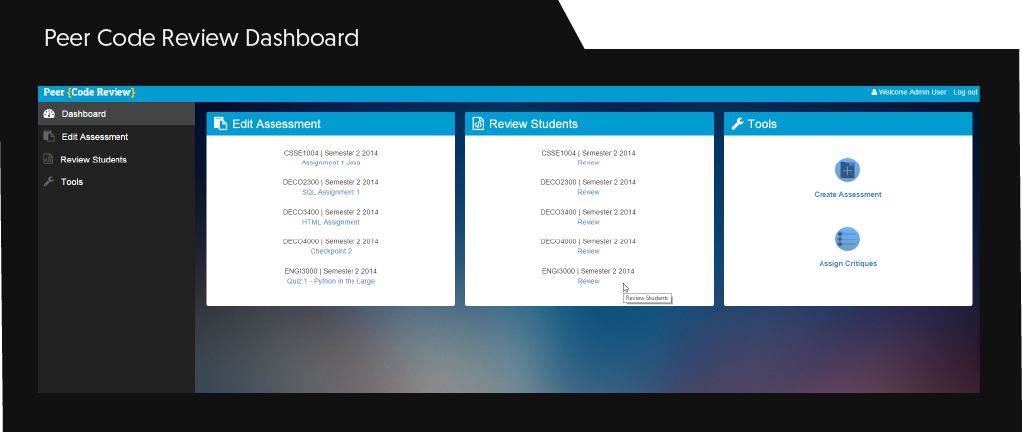 Peer Code Review Dashboard
Peer {Code Review}
Welcome Admin User Log out
Dashboard
Edit Assessment
Review Students
Tools
Edit Assessment
CSSE1004 | Semester 2 2014
Assignment 1 Java
DECO2300 | Semester 2 2014
SQL Assignment 1
DECO3400 | Semester 2 2014
HTML Assignment
DECO4000 | Semester 2 2014
Checkpoint 2
ENGI3000 | Semester 2 2014
Quiz 1 - Python in the Large
Review Students
CSSE1004 | Semester 2 2014
Review
DECO2300 | Semester 2 2014
Review
DECO3400 | Semester 2 2014
Review
DECO4000 | Semester 2 2014
Review
ENGI3000 | Semester 2 2014
Review
Review Students
Tools
Create Assessment
Assign Critiques